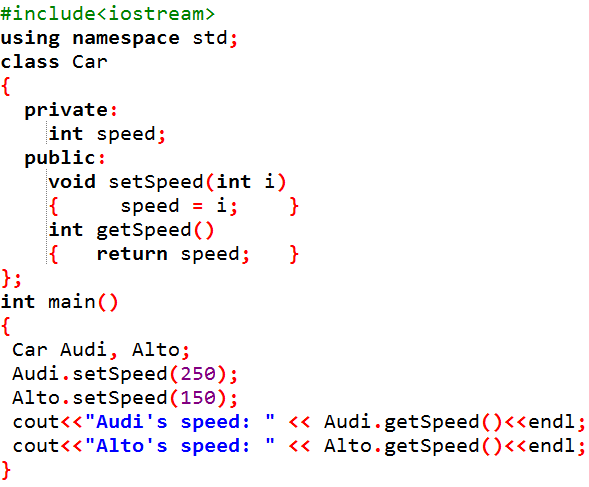 #include<iostream>
using namespace std;
class Car
{
  private:
    int speed;
  public:
    void setSpeed(int i)
    {     speed = i;    }
    int getSpeed()
    {   return speed;   }
};
int main()
{
 Car Audi, Alto;
 Audi.setSpeed(250);
 Alto.setSpeed(150);
 cout<<"Audi's speed: " << Audi.getSpeed()<<endl;
 cout<<"Alto's speed: " << Alto.getSpeed()<<endl;
}